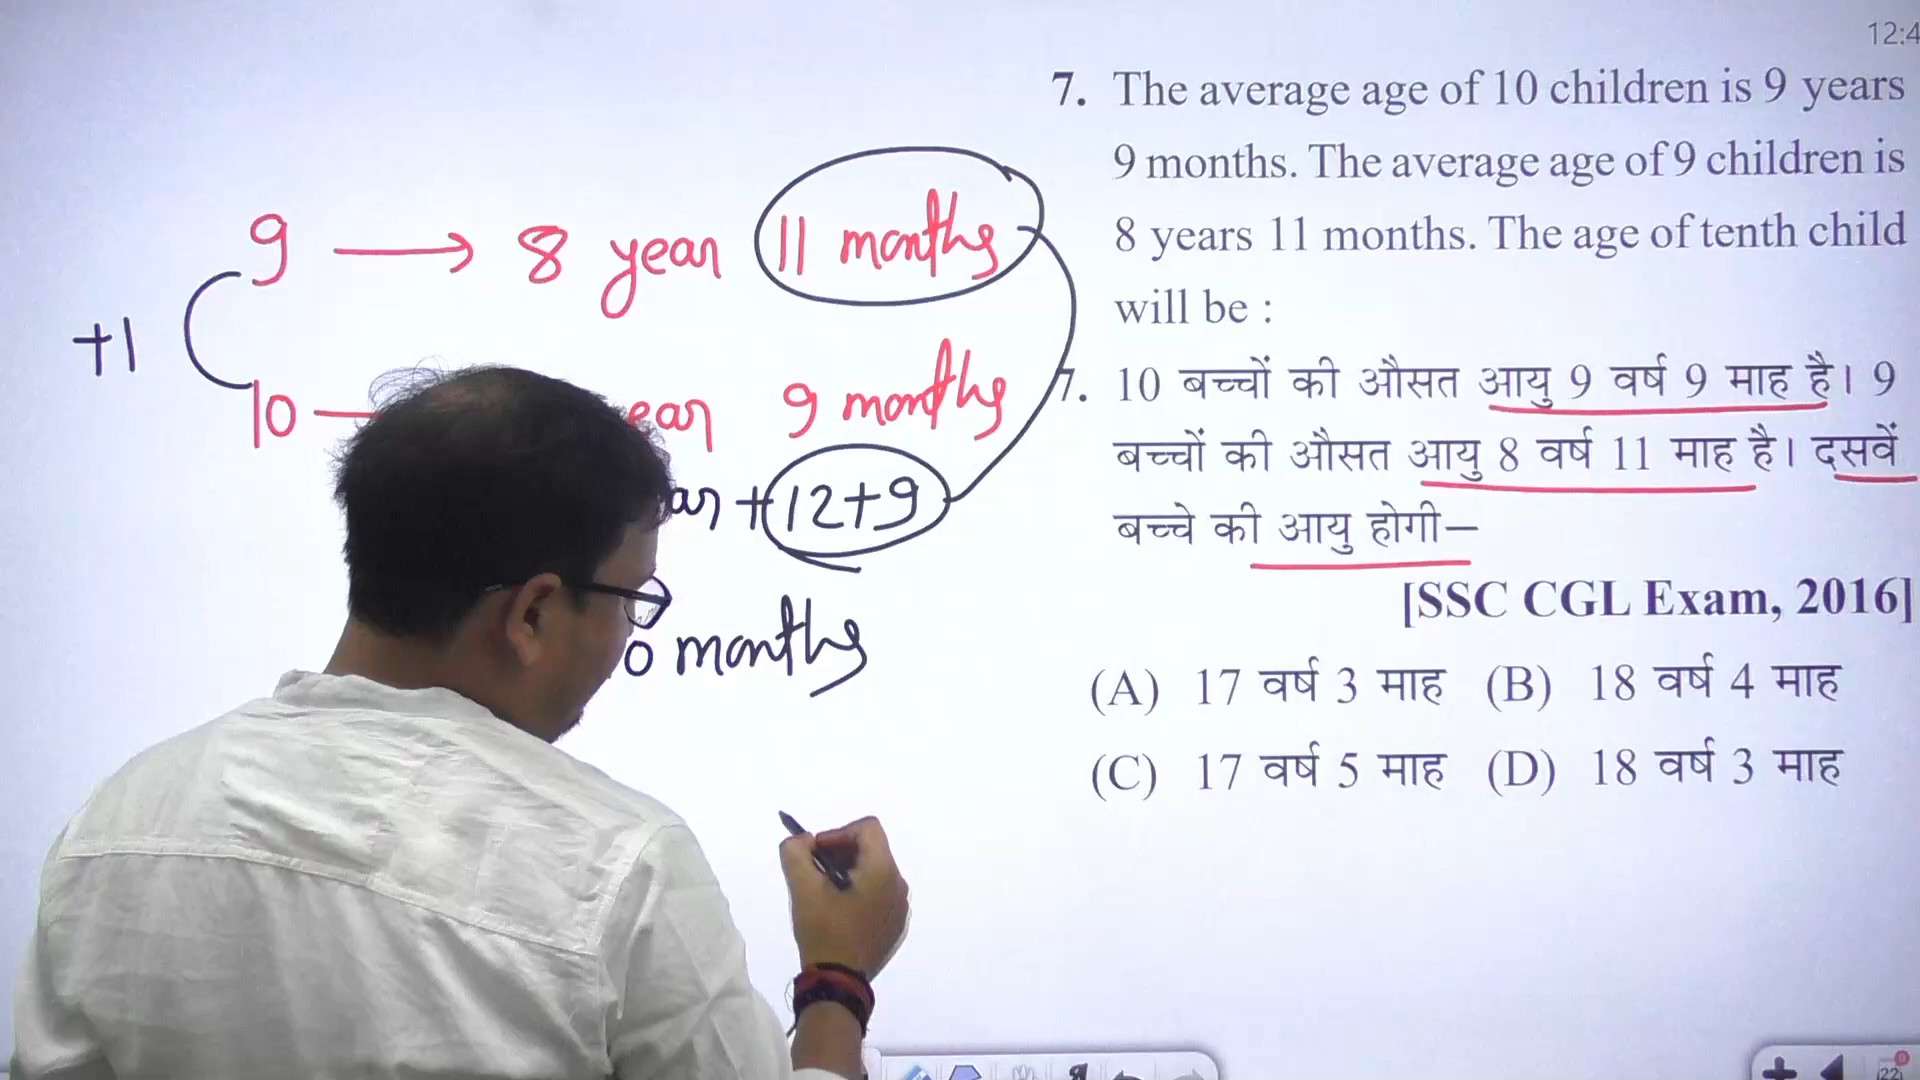 12:4
7. The average age of 10 children is 9 years
9 months. The average age of 9 children is
8 years 11 months. The age of tenth child
will be :
7. 10 बच्चों की औसत आयु 9 वर्ष 9 माह है। 9
बच्चों की औसत आयु 8 वर्ष 11 माह है। दसवें
बच्चे की आयु होगी–
[SSC CGL Exam, 2016]
(A) 17 वर्ष 3 माह (B) 18 वर्ष 4 माह
(C) 17 वर्ष 5 माह (D) 18 वर्ष 3 माह
9 → 8 year 11 months
+1
10 — 9 months
+12+9
0 months
22